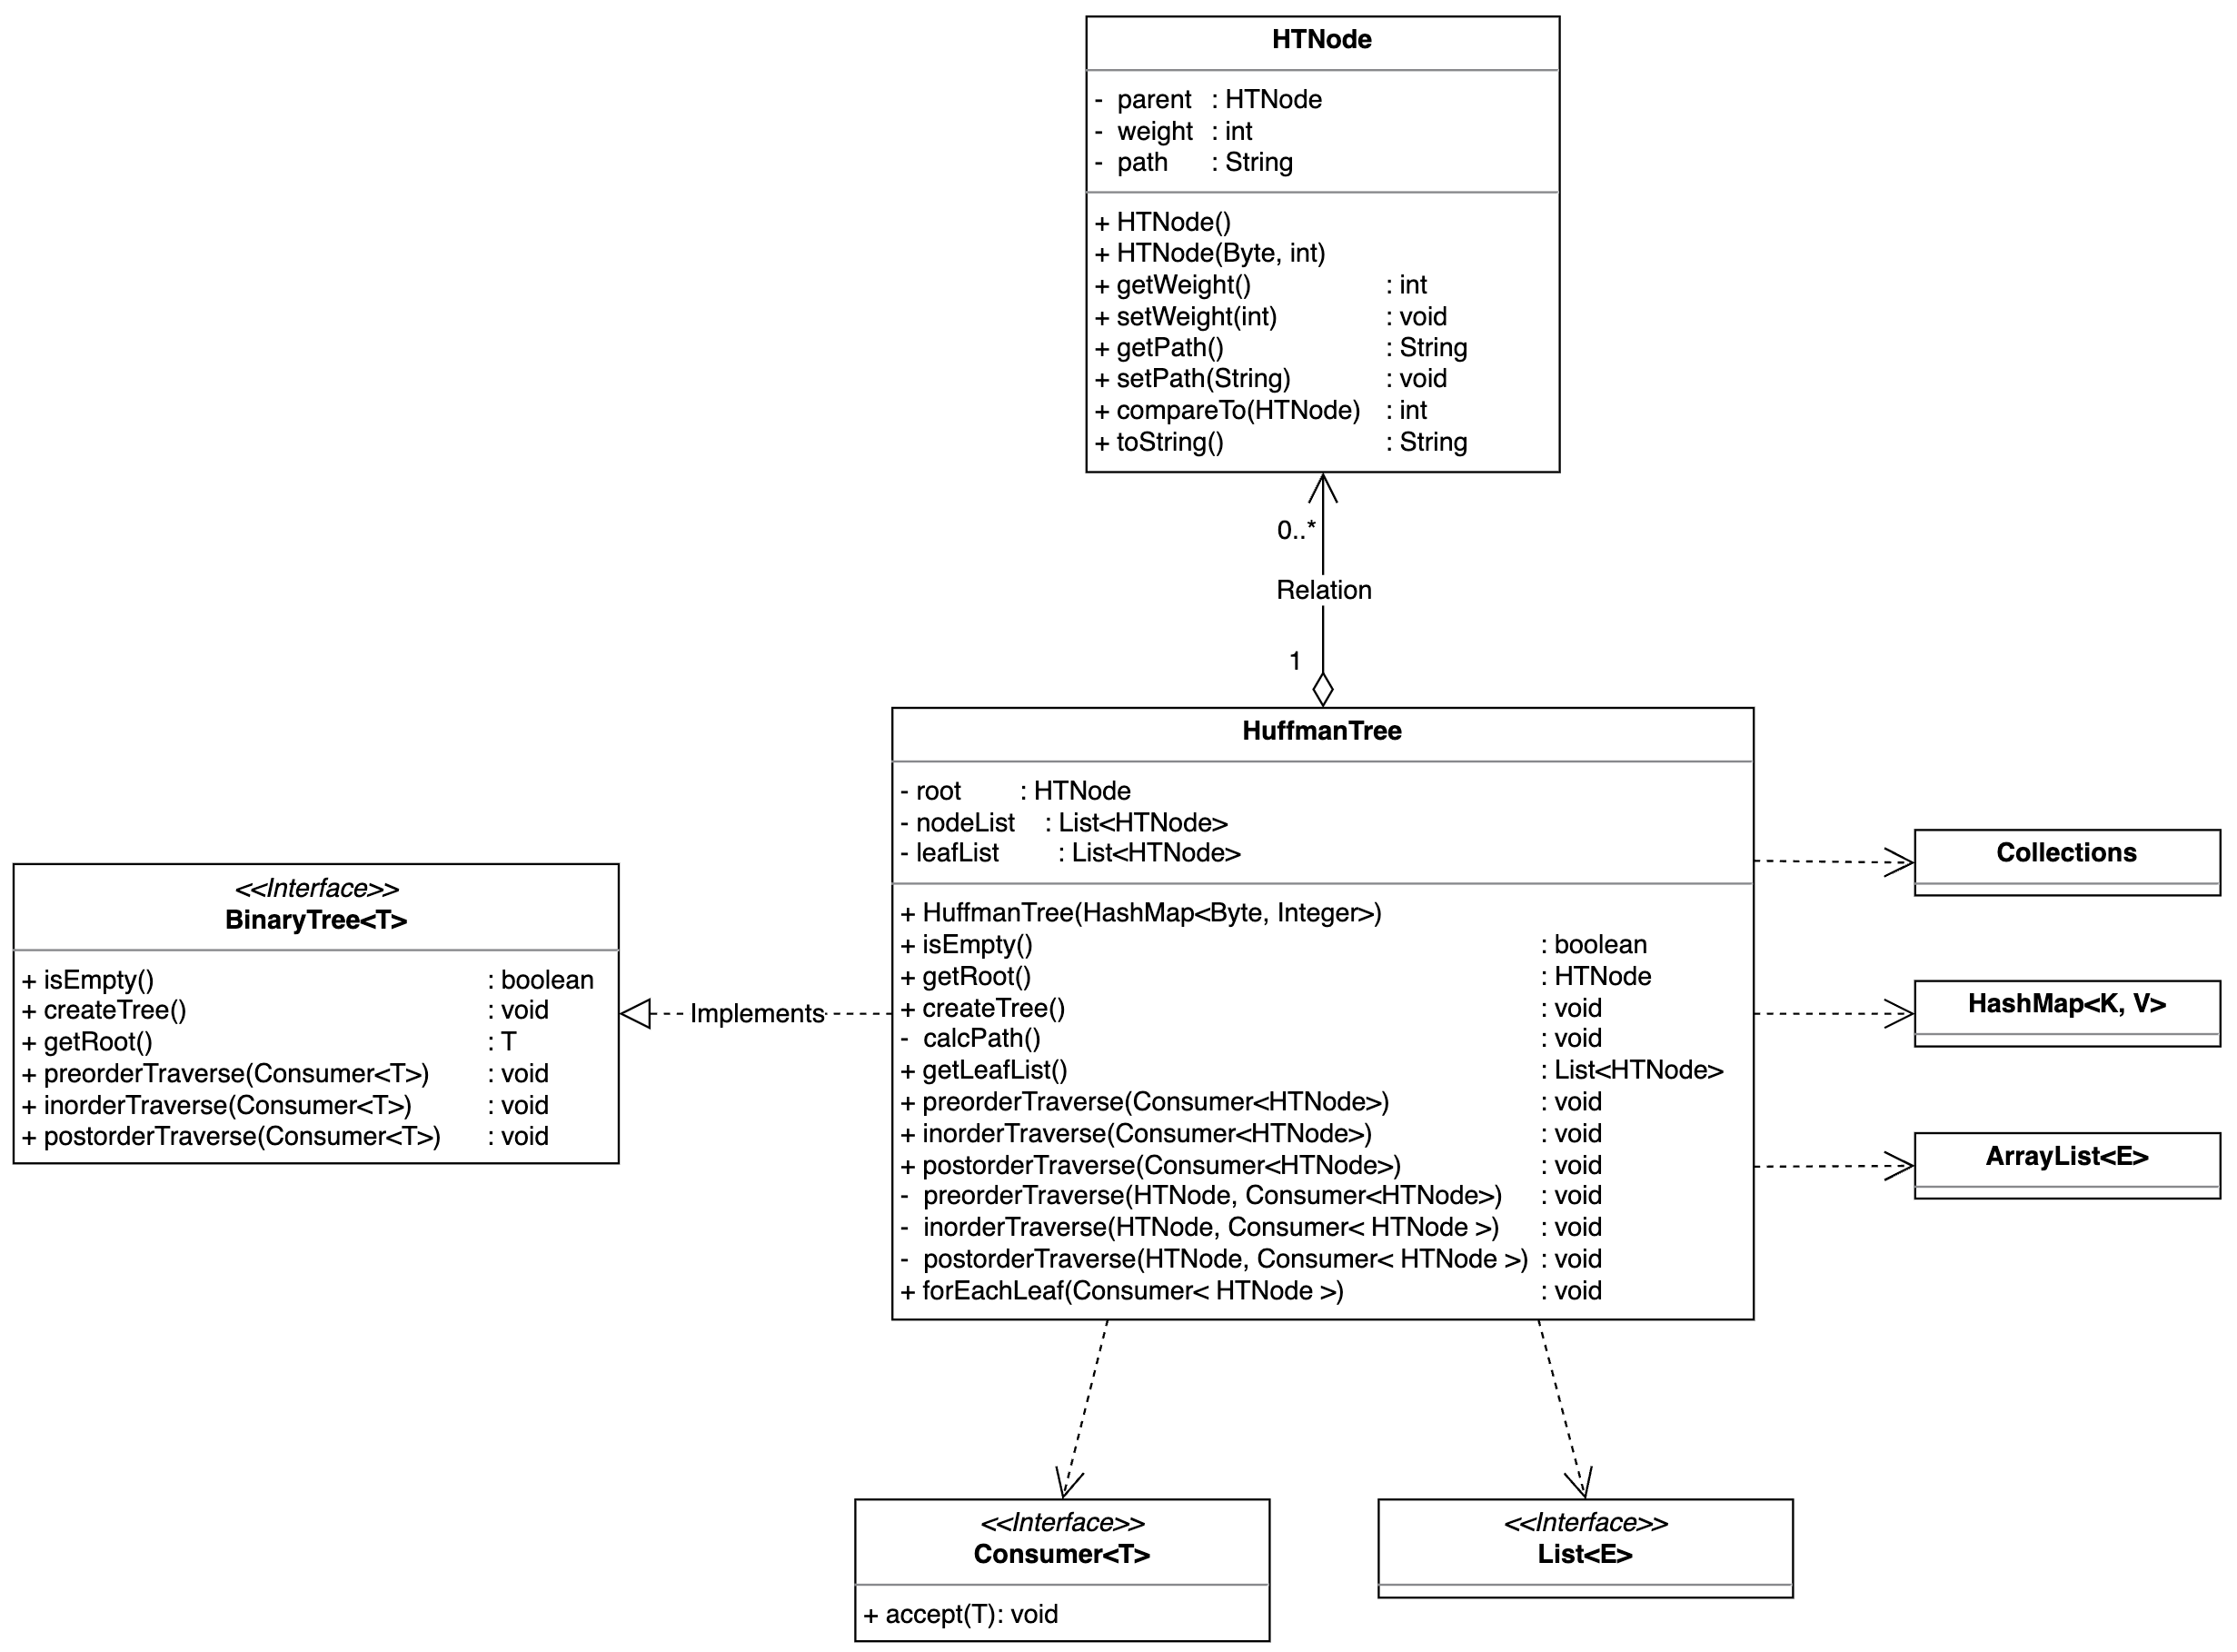 HTNode
- parent : HTNode
- weight : int
- path : String
+ HTNode()
+ HTNode(Byte, int)
+ getWeight() : int
+ setWeight(int) : void
+ getPath() : String
+ setPath(String) : void
+ compareTo(HTNode) : int
+ toString() : String
0..*
Relation
1
HuffmanTree
- root : HTNode
- nodeList : List<HTNode>
- leafList : List<HTNode>
+ HuffmanTree(HashMap<Byte, Integer>)
+ isEmpty() : boolean
+ getRoot() : HTNode
+ createTree() : void
- calcPath() : void
+ getLeafList() : List<HTNode>
+ preorderTraverse(Consumer<HTNode>) : void
+ inorderTraverse(Consumer<HTNode>) : void
+ postorderTraverse(Consumer<HTNode>) : void
- preorderTraverse(HTNode, Consumer<HTNode>) : void
- inorderTraverse(HTNode, Consumer< HTNode >) : void
- postorderTraverse(HTNode, Consumer< HTNode >) : void
+ forEachLeaf(Consumer< HTNode >) : void
<<Interface>>
BinaryTree<T>
+ isEmpty() : boolean
+ createTree() : void
+ getRoot() : T
+ preorderTraverse(Consumer<T>) : void
+ inorderTraverse(Consumer<T>) : void
+ postorderTraverse(Consumer<T>) : void
Implements
Collections
HashMap<K, V>
ArrayList<E>
<<Interface>>
Consumer<T>
+ accept(T): void
<<Interface>>
List<E>